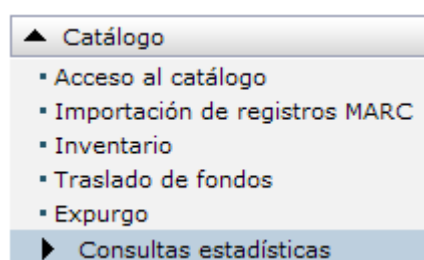 Catálogo
Acceso al catálogo
Importación de registros MARC
Inventario
Traslado de fondos
Expurgo
Consultas estadísticas